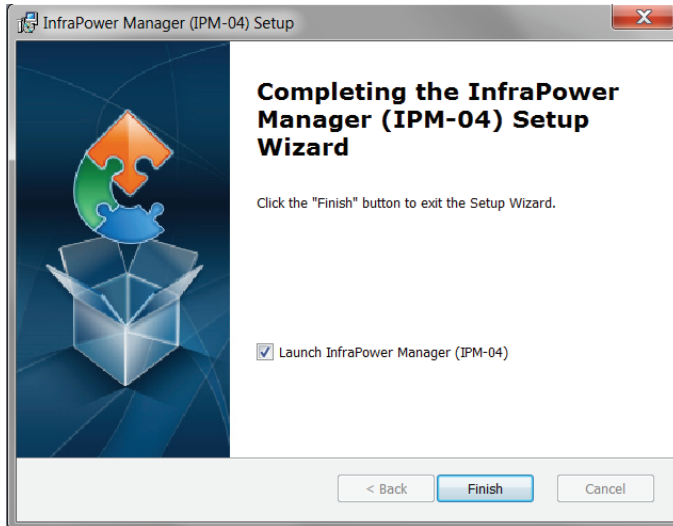 InfraPower Manager (IPM-04) Setup
X
Completing the InfraPower
Manager (IPM-04) Setup
Wizard
Click the "Finish" button to exit the Setup Wizard.
Launch InfraPower Manager (IPM-04)
< Back Finish Cancel